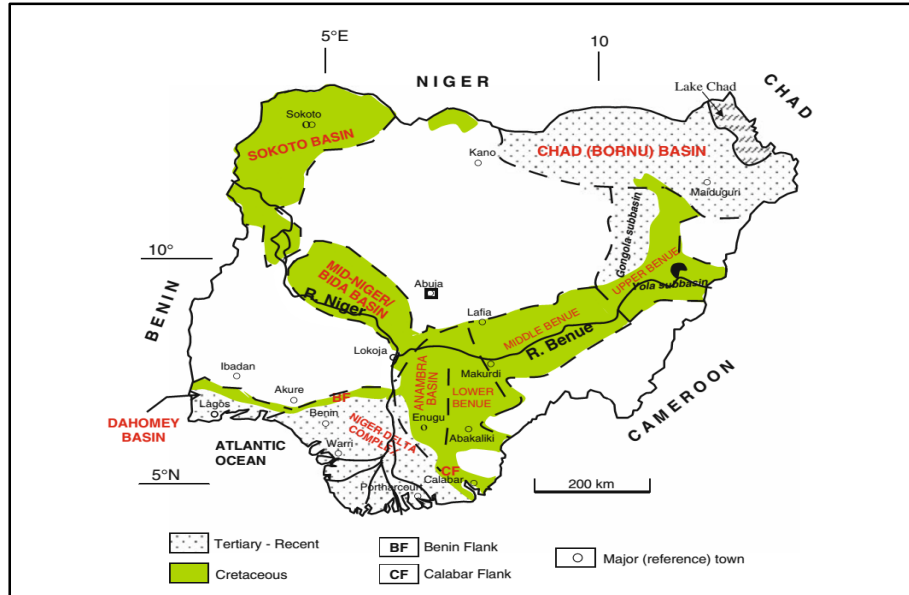 5°E
10
NIGER
CHAD
Lake Chad
Sokoto
SOKOTO BASIN
Kano
CHAD (BORNU) BASIN
Maiduguri
Gongola subbasin
10°
BENIN
MID-NIGER/
BIDA BASIN
R. Niger
Abuja
UPPER BENUE
Yola subbasin
Lafia
MIDDLE BENUE
R. Benue
Lokoja
Makurdi
Ibadan
Akure
BF
ANAMBRA
BASIN
LOWER
BENUE
CAMEROON
Lagos
Benin
DAHOMEY
BASIN
NIGER-DELTA
COMPLEX
Enugu
Abakaliki
ATLANTIC
OCEAN
Warri
CF
Calabar
5°N
Portharcourt
200 km
Tertiary - Recent
BF Benin Flank
Major (reference) town
Cretaceous
CF Calabar Flank